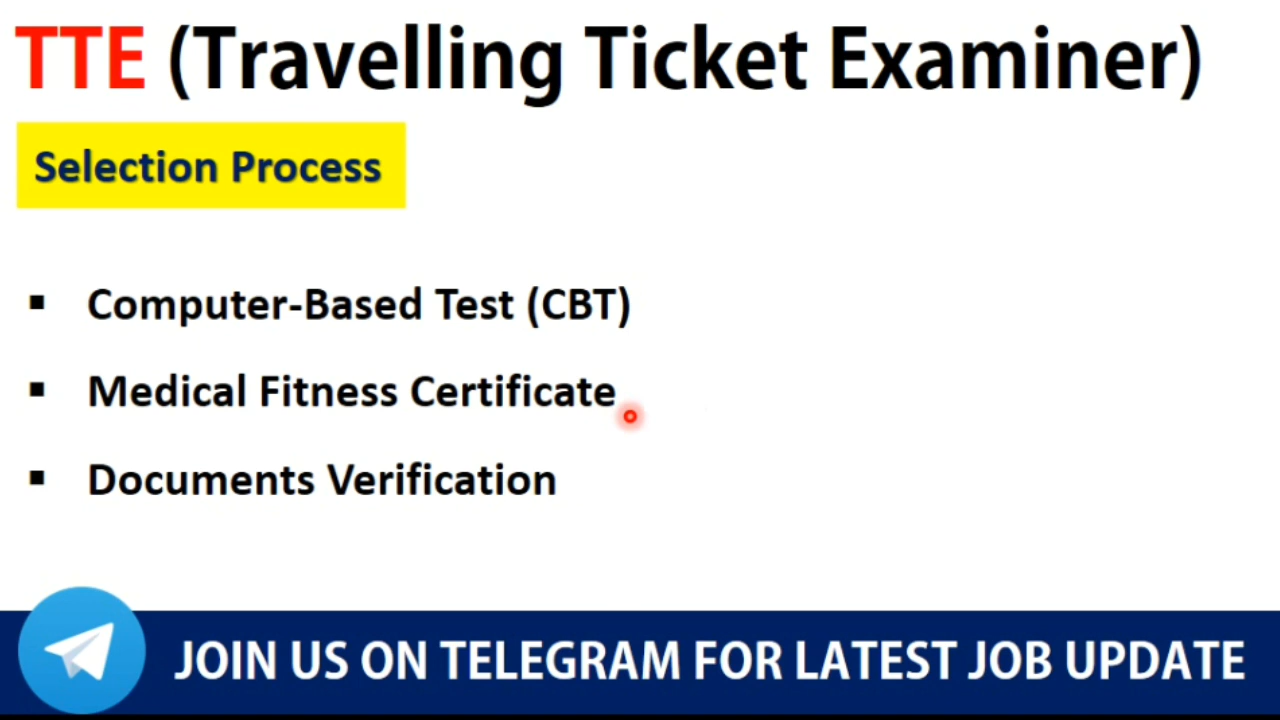 TTE (Travelling Ticket Examiner)
Selection Process
▪ Computer-Based Test (CBT)
▪ Medical Fitness Certificate
▪ Documents Verification
JOIN US ON TELEGRAM FOR LATEST JOB UPDATE